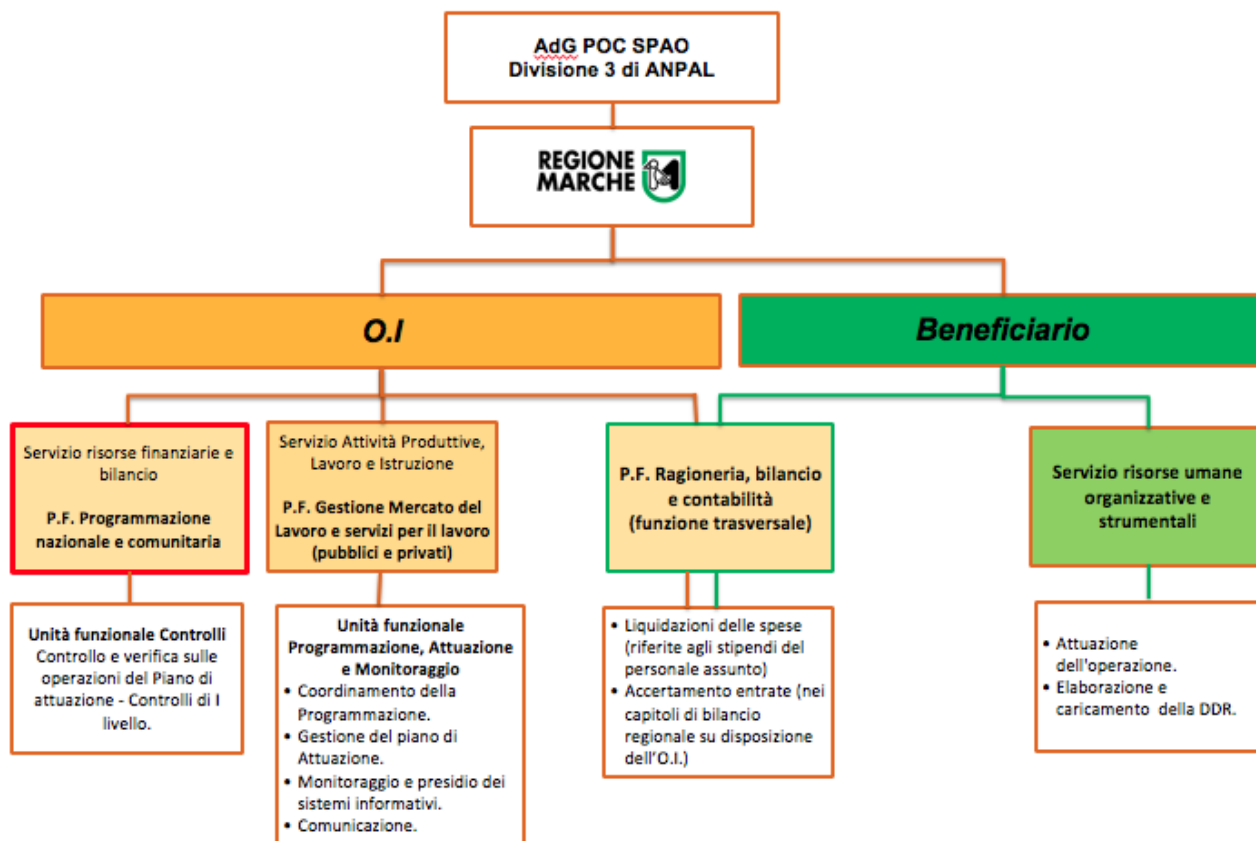 AdG POC SPAO
Divisione 3 di ANPAL
REGIONE
MARCHE
O.I
Beneficiario
Servizio risorse finanziarie e
bilancio
P.F. Programmazione
nazionale e comunitaria
Servizio Attività Produttive,
Lavoro e Istruzione
P.F. Gestione Mercato del
Lavoro e servizi per il lavoro
(pubblici e privati)
P.F. Ragioneria, bilancio
e contabilità
(funzione trasversale)
Servizio risorse umane
organizzative e
strumentali
Unità funzionale Controlli
Controllo e verifica sulle
operazioni del Piano di
attuazione - Controlli di I
livello.
Unità funzionale
Programmazione, Attuazione
e Monitoraggio
• Coordinamento della
Programmazione.
• Gestione del piano di
Attuazione.
• Monitoraggio e presidio dei
sistemi informativi.
• Comunicazione.
• Liquidazioni delle spese
(riferite agli stipendi del
personale assunto)
• Accertamento entrate (nei
capitoli di bilancio
regionale su disposizione
dell'O.I.)
• Attuazione
dell'operazione.
• Elaborazione e
caricamento della DDR.